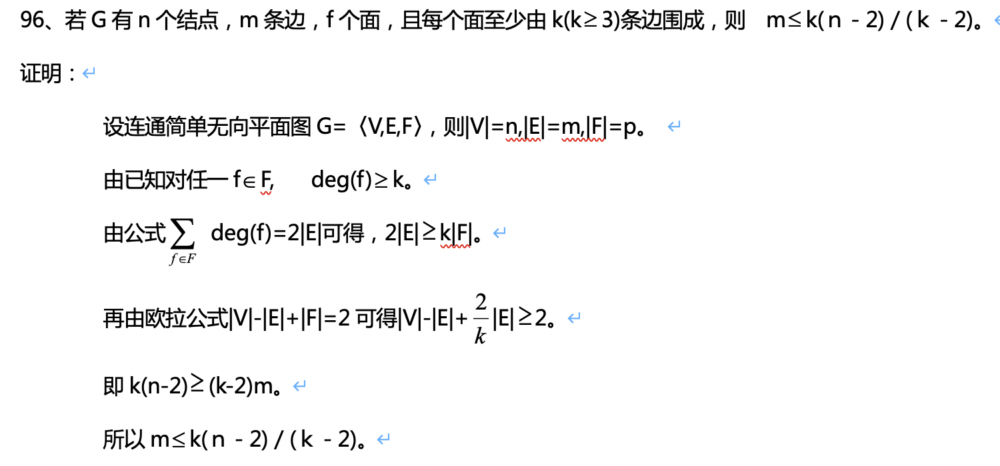 96、若 G 有 n 个结点，m 条边，f 个面，且每个面至少由 k(k≥3)条边围成，则 m≤k(n - 2) / (k - 2)。
证明：
设连通简单无向平面图 G=〈V,E,F〉，则|V|=n,|E|=m,|F|=p。
由已知对任一 f∈F, deg(f)≥k。
由公式∑_{f∈F} deg(f)=2|E|可得，2|E|≥k|F|。
再由欧拉公式|V|-|E|+|F|=2 可得|V|-|E|+\frac{2}{k}|E|≥2。
即 k(n-2)≥(k-2)m。
所以 m≤k(n - 2) / (k - 2)。